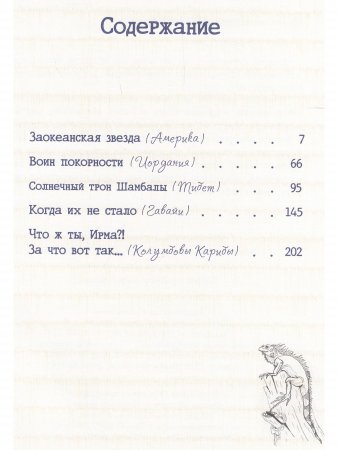 Содержание
Заокеанская звезда (Америка) . . . . 7
Воин покорности (Иордания) . . . . 66
Солнечный трон Шамбалы (Тибет) . . . 95
Когда их не стало (Гавайи) . . . . . 145
Что ж ты, Ирма?!
За что вот так... (Колумбовы Карибы) . . 202